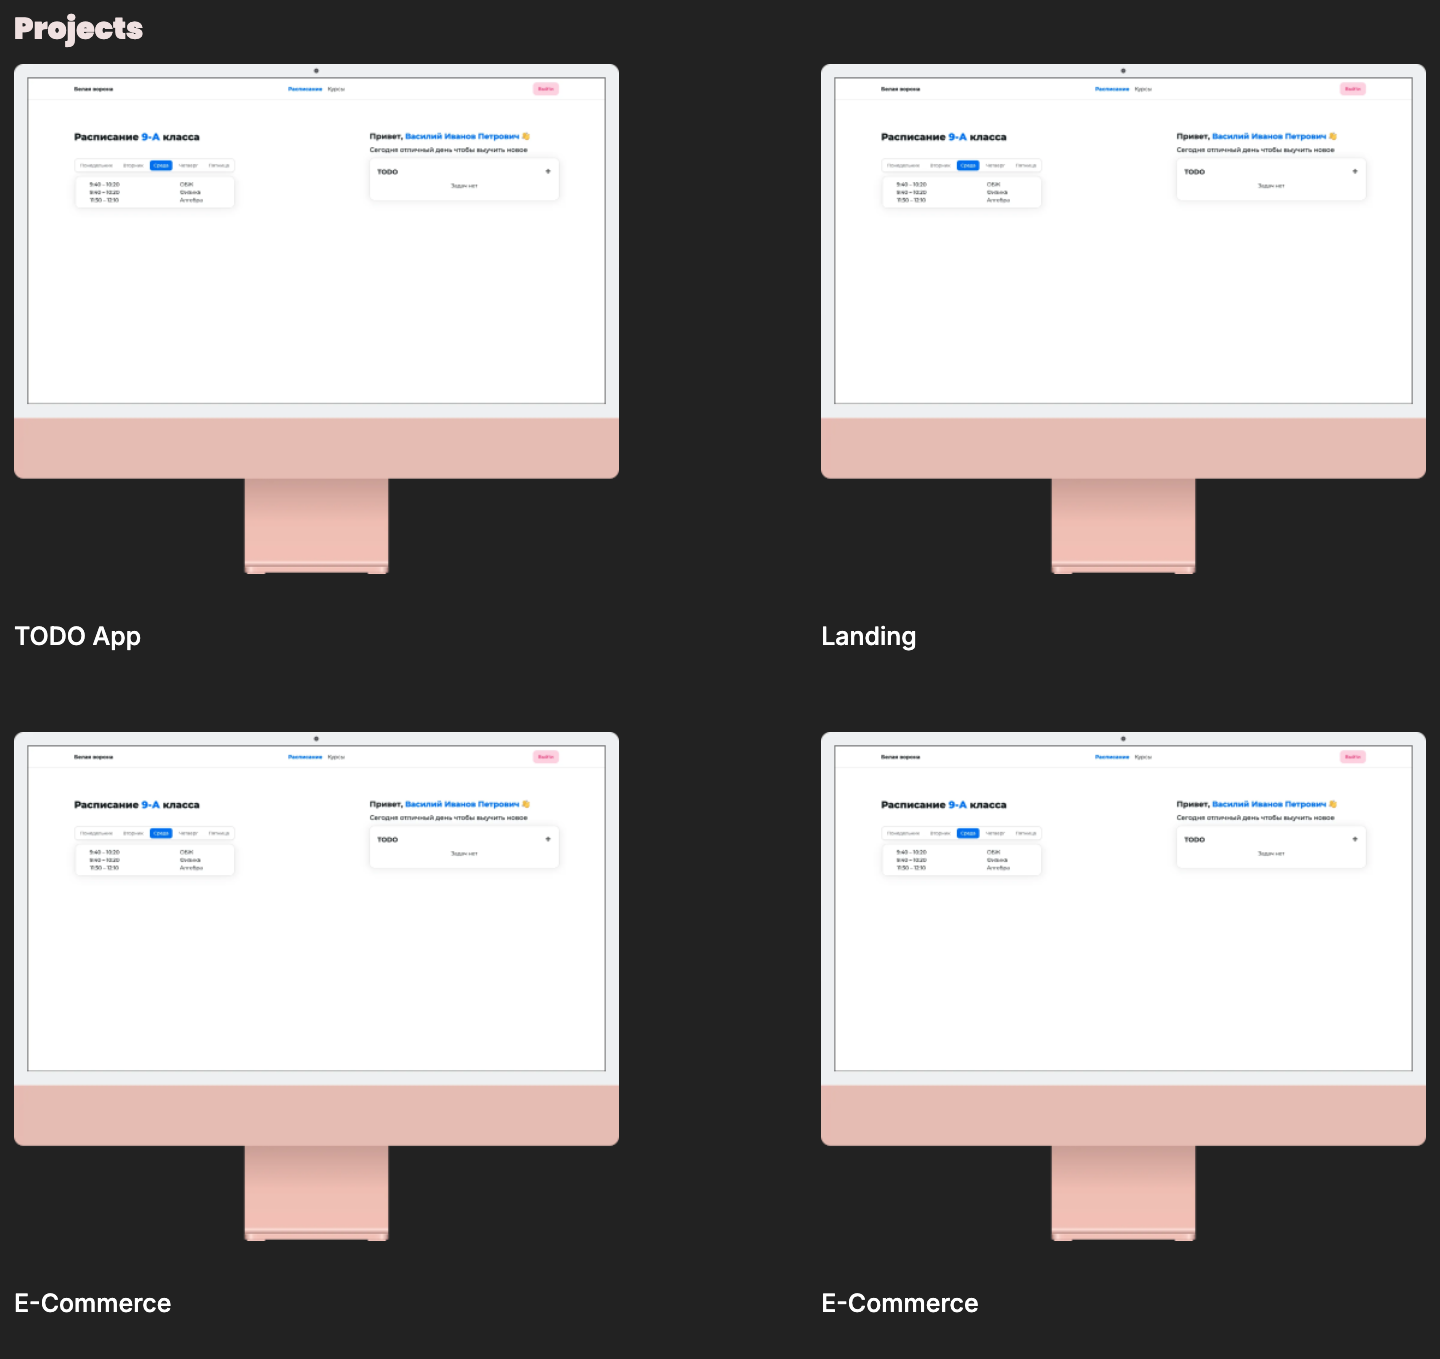 Projects
Белая ворона Расписание Курсы Выйти
Расписание 9-А класса
Понедельник Вторник Среда Четверг Пятница
9:40 - 10:20 ОБЖ
9:40 - 10:20 Физика
11:50 - 12:10 Алгебра
Привет, Василий Иванов Петрович 👋
Сегодня отличный день чтобы выучить новое
TODO +
Задач нет
Белая ворона Расписание Курсы Выйти
Расписание 9-А класса
Понедельник Вторник Среда Четверг Пятница
9:40 - 10:20 ОБЖ
9:40 - 10:20 Физика
11:50 - 12:10 Алгебра
Привет, Василий Иванов Петрович 👋
Сегодня отличный день чтобы выучить новое
TODO +
Задач нет
TODO App
Landing
Белая ворона Расписание Курсы Выйти
Расписание 9-А класса
Понедельник Вторник Среда Четверг Пятница
9:40 - 10:20 ОБЖ
9:40 - 10:20 Физика
11:50 - 12:10 Алгебра
Привет, Василий Иванов Петрович 👋
Сегодня отличный день чтобы выучить новое
TODO +
Задач нет
Белая ворона Расписание Курсы Выйти
Расписание 9-А класса
Понедельник Вторник Среда Четверг Пятница
9:40 - 10:20 ОБЖ
9:40 - 10:20 Физика
11:50 - 12:10 Алгебра
Привет, Василий Иванов Петрович 👋
Сегодня отличный день чтобы выучить новое
TODO +
Задач нет
E-Commerce
E-Commerce